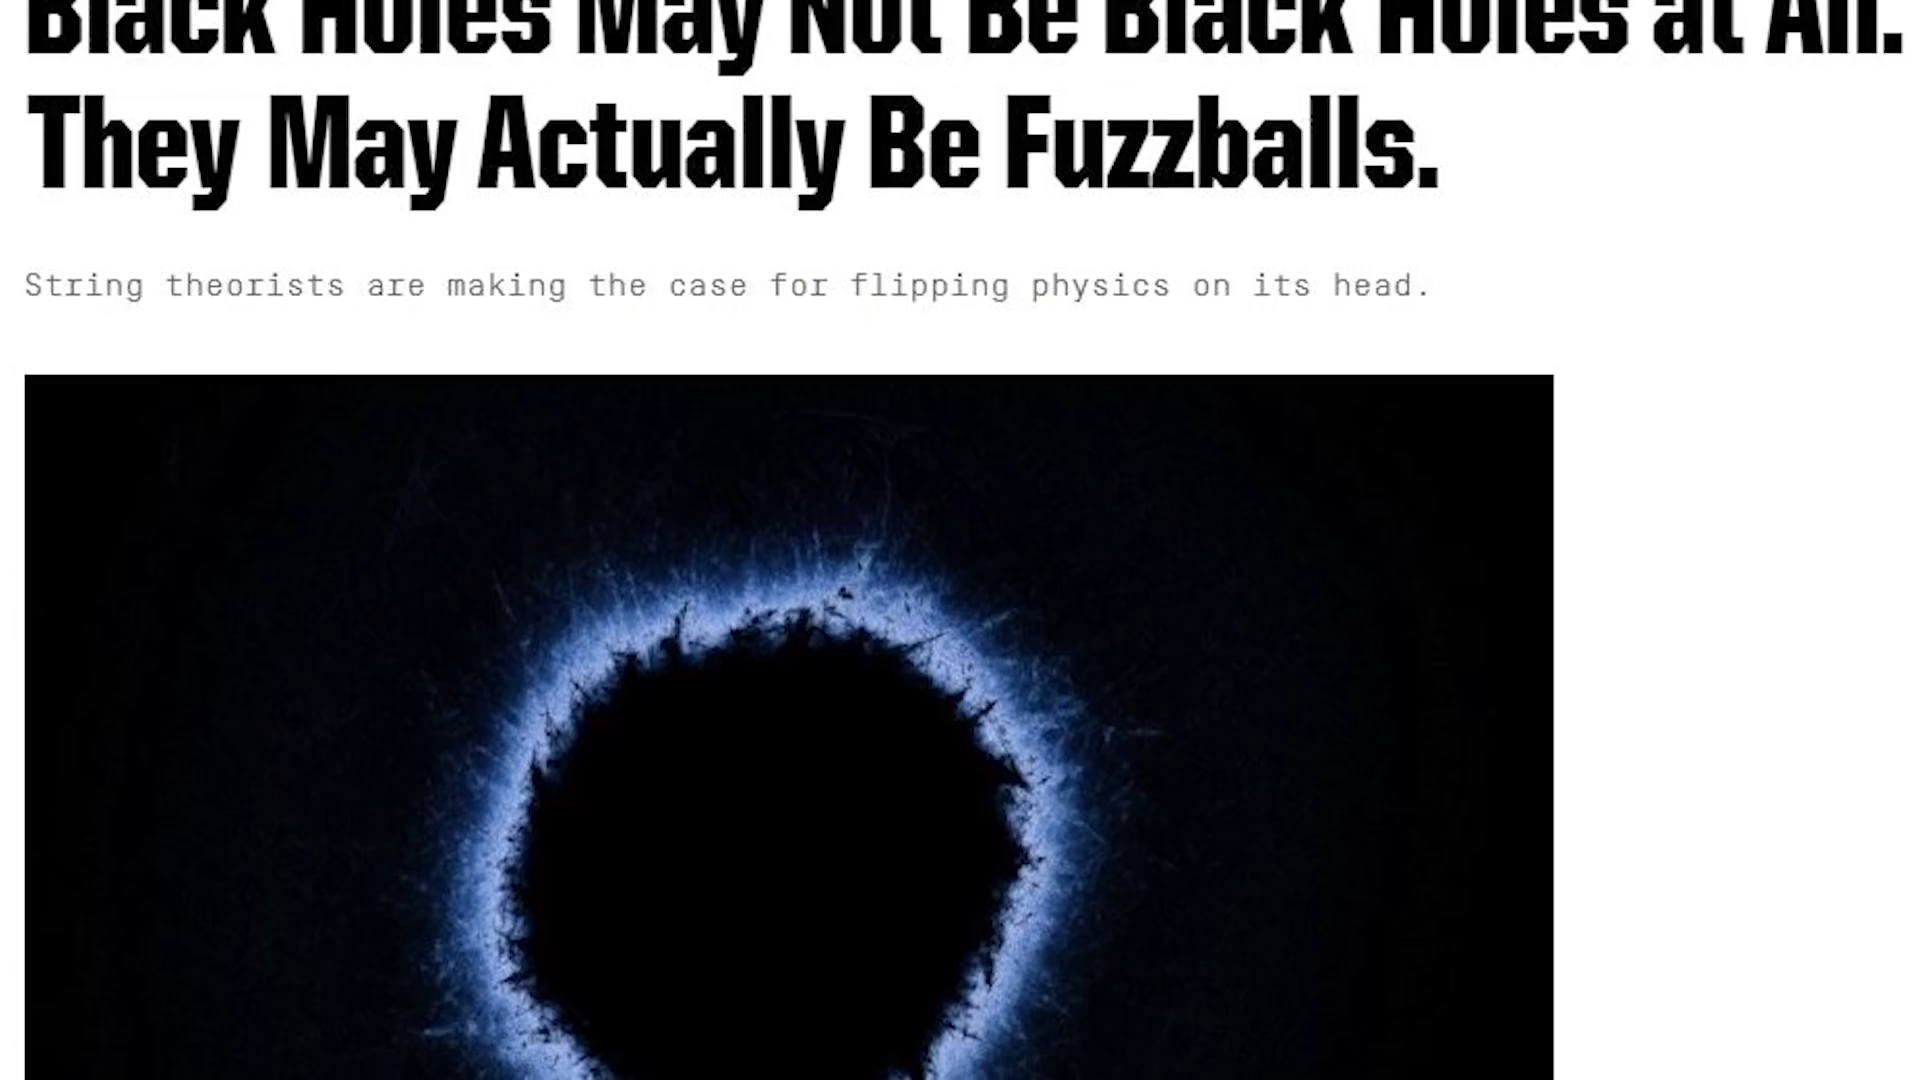 Black Holes May Not Be Black Holes at All.
They May Actually Be Fuzzballs.
String theorists are making the case for flipping physics on its head.